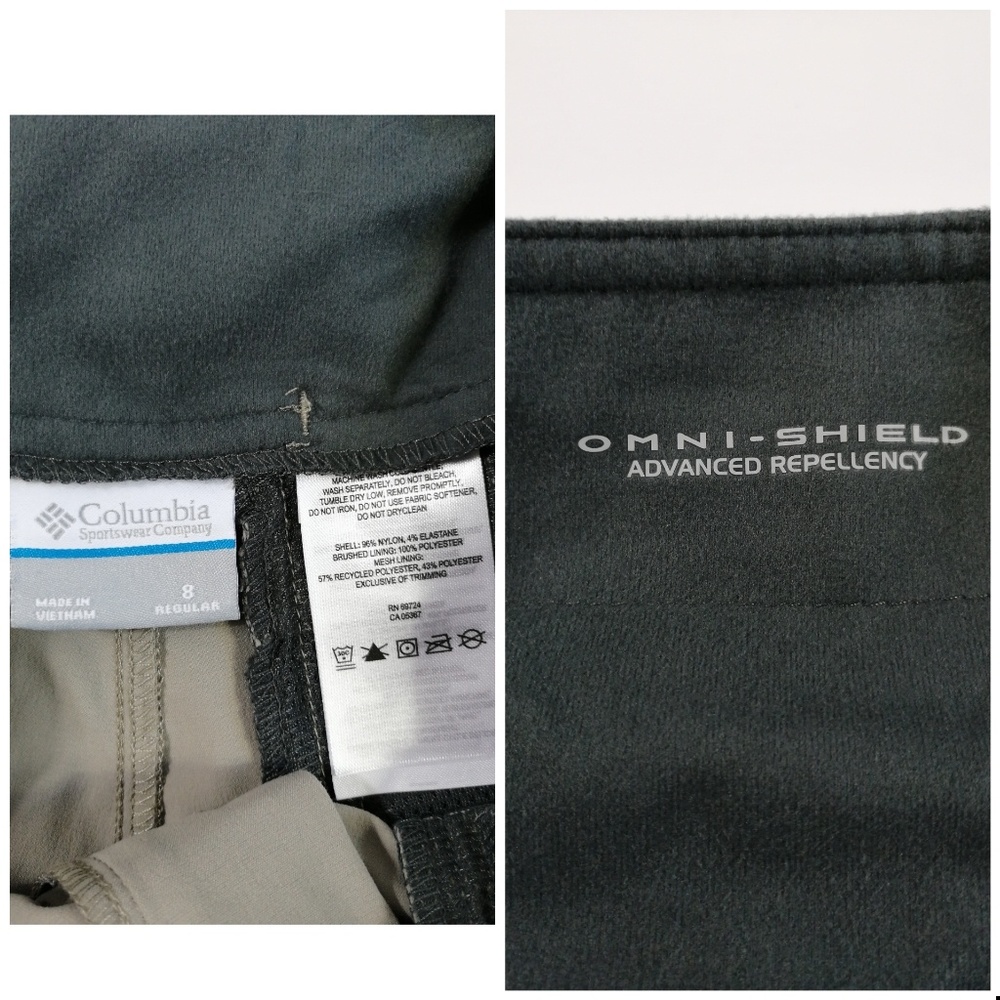 Columbia
Sportswear Company
MADE IN
VIETNAM
8
REGULAR
MACHINE WASH
WASH SEPARATELY, DO NOT BLEACH,
TUMBLE DRY LOW, REMOVE PROMPTLY,
DO NOT IRON, DO NOT USE FABRIC SOFTENER,
DO NOT DRYCLEAN
SHELL: 96% NYLON, 4% ELASTANE
BRUSHED LINING: 100% POLYESTER
MESH LINING:
57% RECYCLED POLYESTER, 43% POLYESTER
EXCLUSIVE OF TRIMMING
RN 69724
CA 05367
OMNI-SHIELD
ADVANCED REPELLENCY